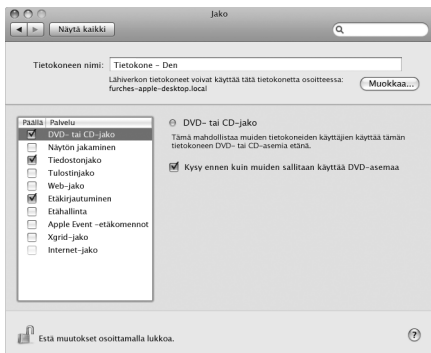 Jako
Näytä kaikki
Tietokoneen nimi: Tietokone – Den
Lähiverkon tietokoneet voivat käyttää tätä tietokonetta osoitteessa:
furches-apple-desktop.local
Muokkaa...
Päällä Palvelu
DVD- tai CD-jako
Näytön jakaminen
Tiedostonjako
Tulostinjako
Web-jako
Etäkirjautuminen
Etähallinta
Apple Event -etäkomennot
Xgrid-jako
Internet-jako
DVD- tai CD-jako
Tämä mahdollistaa muiden tietokoneiden käyttäjien käyttää tämän
tietokoneen DVD- tai CD-asemia etänä.
Kysy ennen kuin muiden sallitaan käyttää DVD-asemaa
Estä muutokset osoittamalla lukkoa.
?